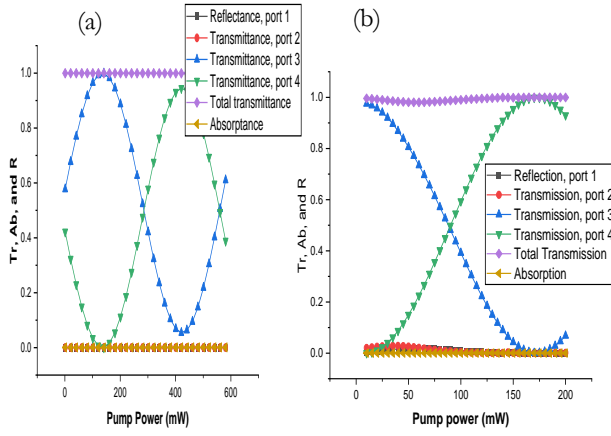 (a)
Reflectance, port 1
Transmittance, port 2
Transmittance, port 3
Transmittance, port 4
Total transmittance
Absorptance
Tr, Ab, and R
1.0
0.8
0.6
0.4
0.2
0.0
0
200
400
600
Pump Power (mW)
(b)
Reflection, port 1
Transmission, port 2
Transmission, port 3
Transmission, port 4
Total Transmission
Absorption
Tr, Ab, and R
1.0
0.8
0.6
0.4
0.2
0.0
0
50
100
150
200
Pump power (mW)